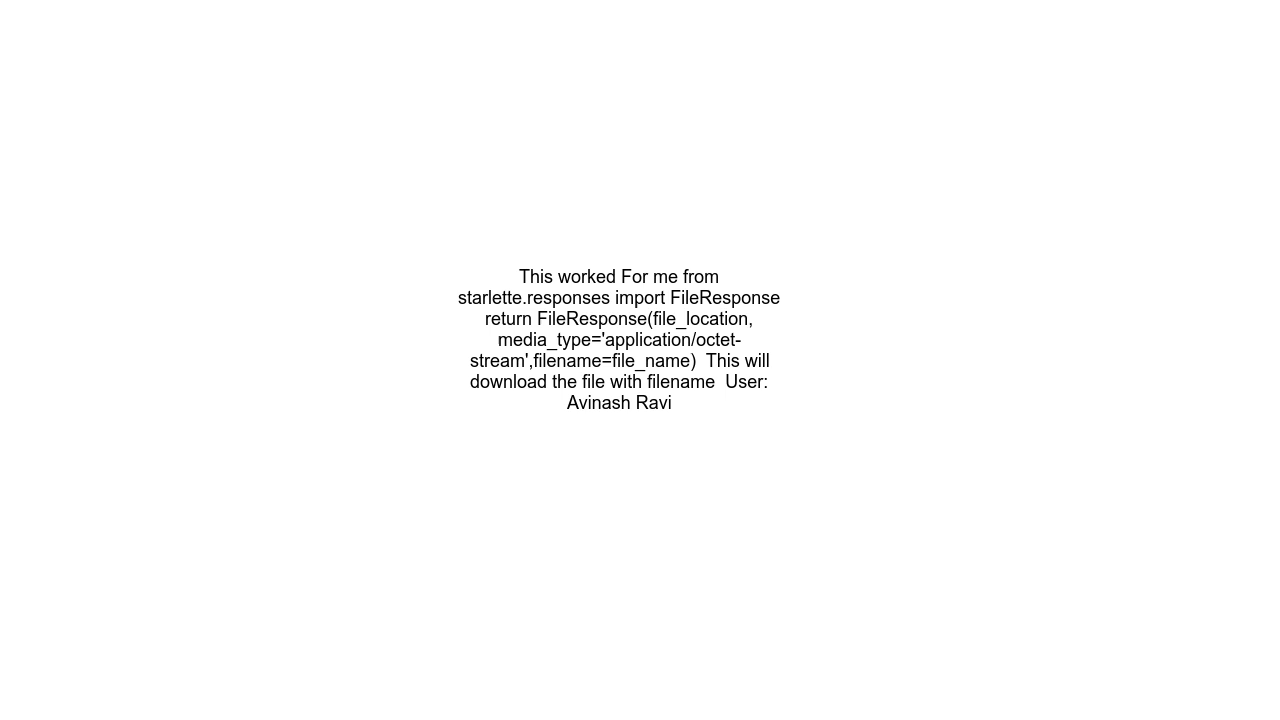 This worked For me from
starlette.responses import FileResponse
return FileResponse(file_location,
media_type='application/octet-
stream',filename=file_name)  This will
download the file with filename  User:
Avinash Ravi